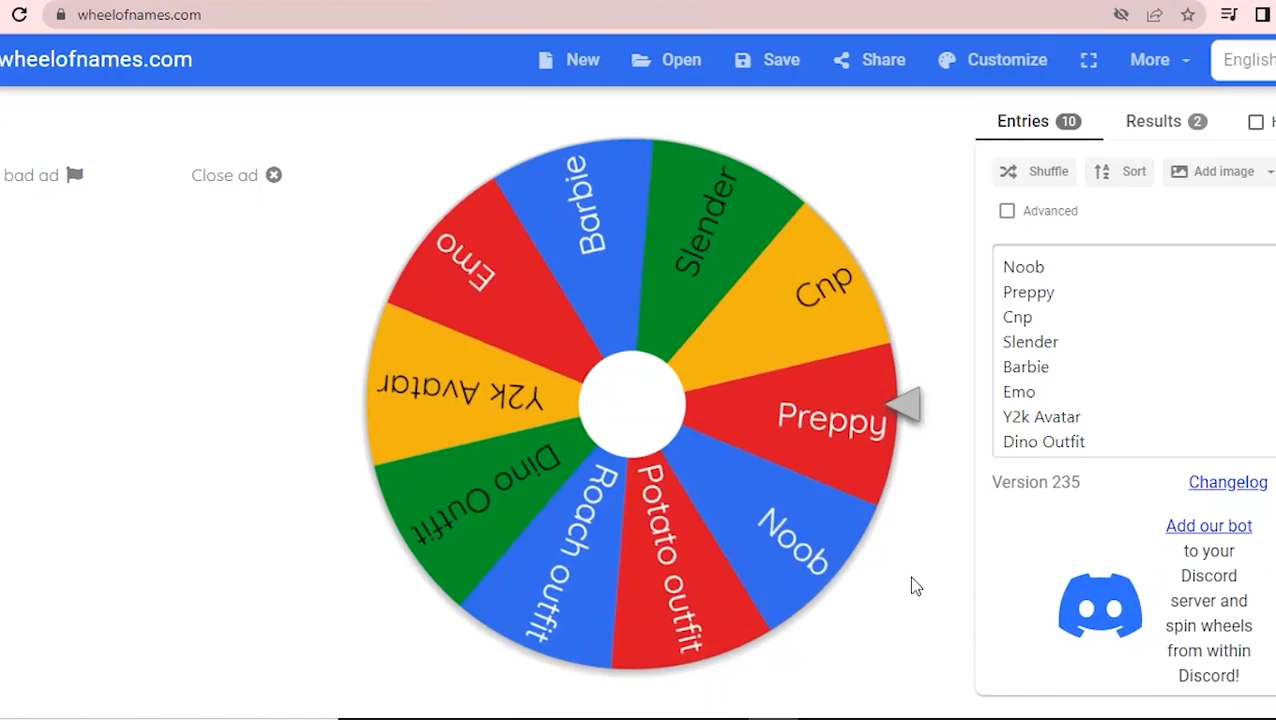 wheelofnames.com
wheelofnames.com
New
Open
Save
Share
Customize
More
English
bad ad
Close ad
Entries 10
Results 2
Shuffle
Sort
Add image
Advanced
Barbie
Slender
Cnp
Preppy
Noob
Potato outfit
Roach outfit
Dino Outfit
Y2k Avatar
Emo
Noob
Preppy
Cnp
Slender
Barbie
Emo
Y2k Avatar
Dino Outfit
Version 235
Changelog
Add our bot
to your
Discord
server and
spin wheels
from within
Discord!